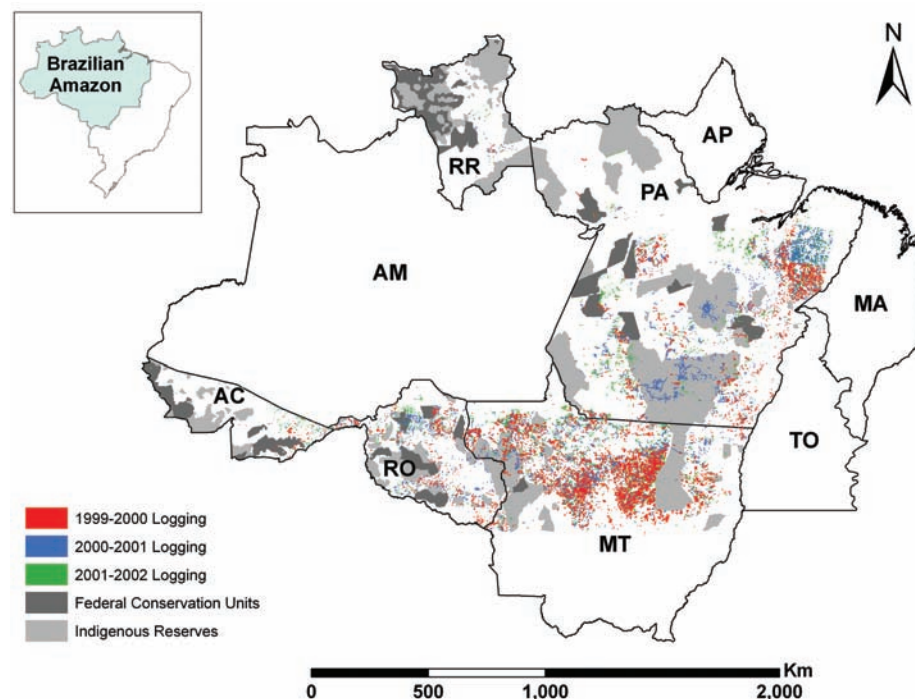 Brazilian
Amazon
N
AP
RR
PA
AM
MA
AC
TO
RO
MT
1999-2000 Logging
2000-2001 Logging
2001-2002 Logging
Federal Conservation Units
Indigenous Reserves
Km
0 500 1,000 2,000